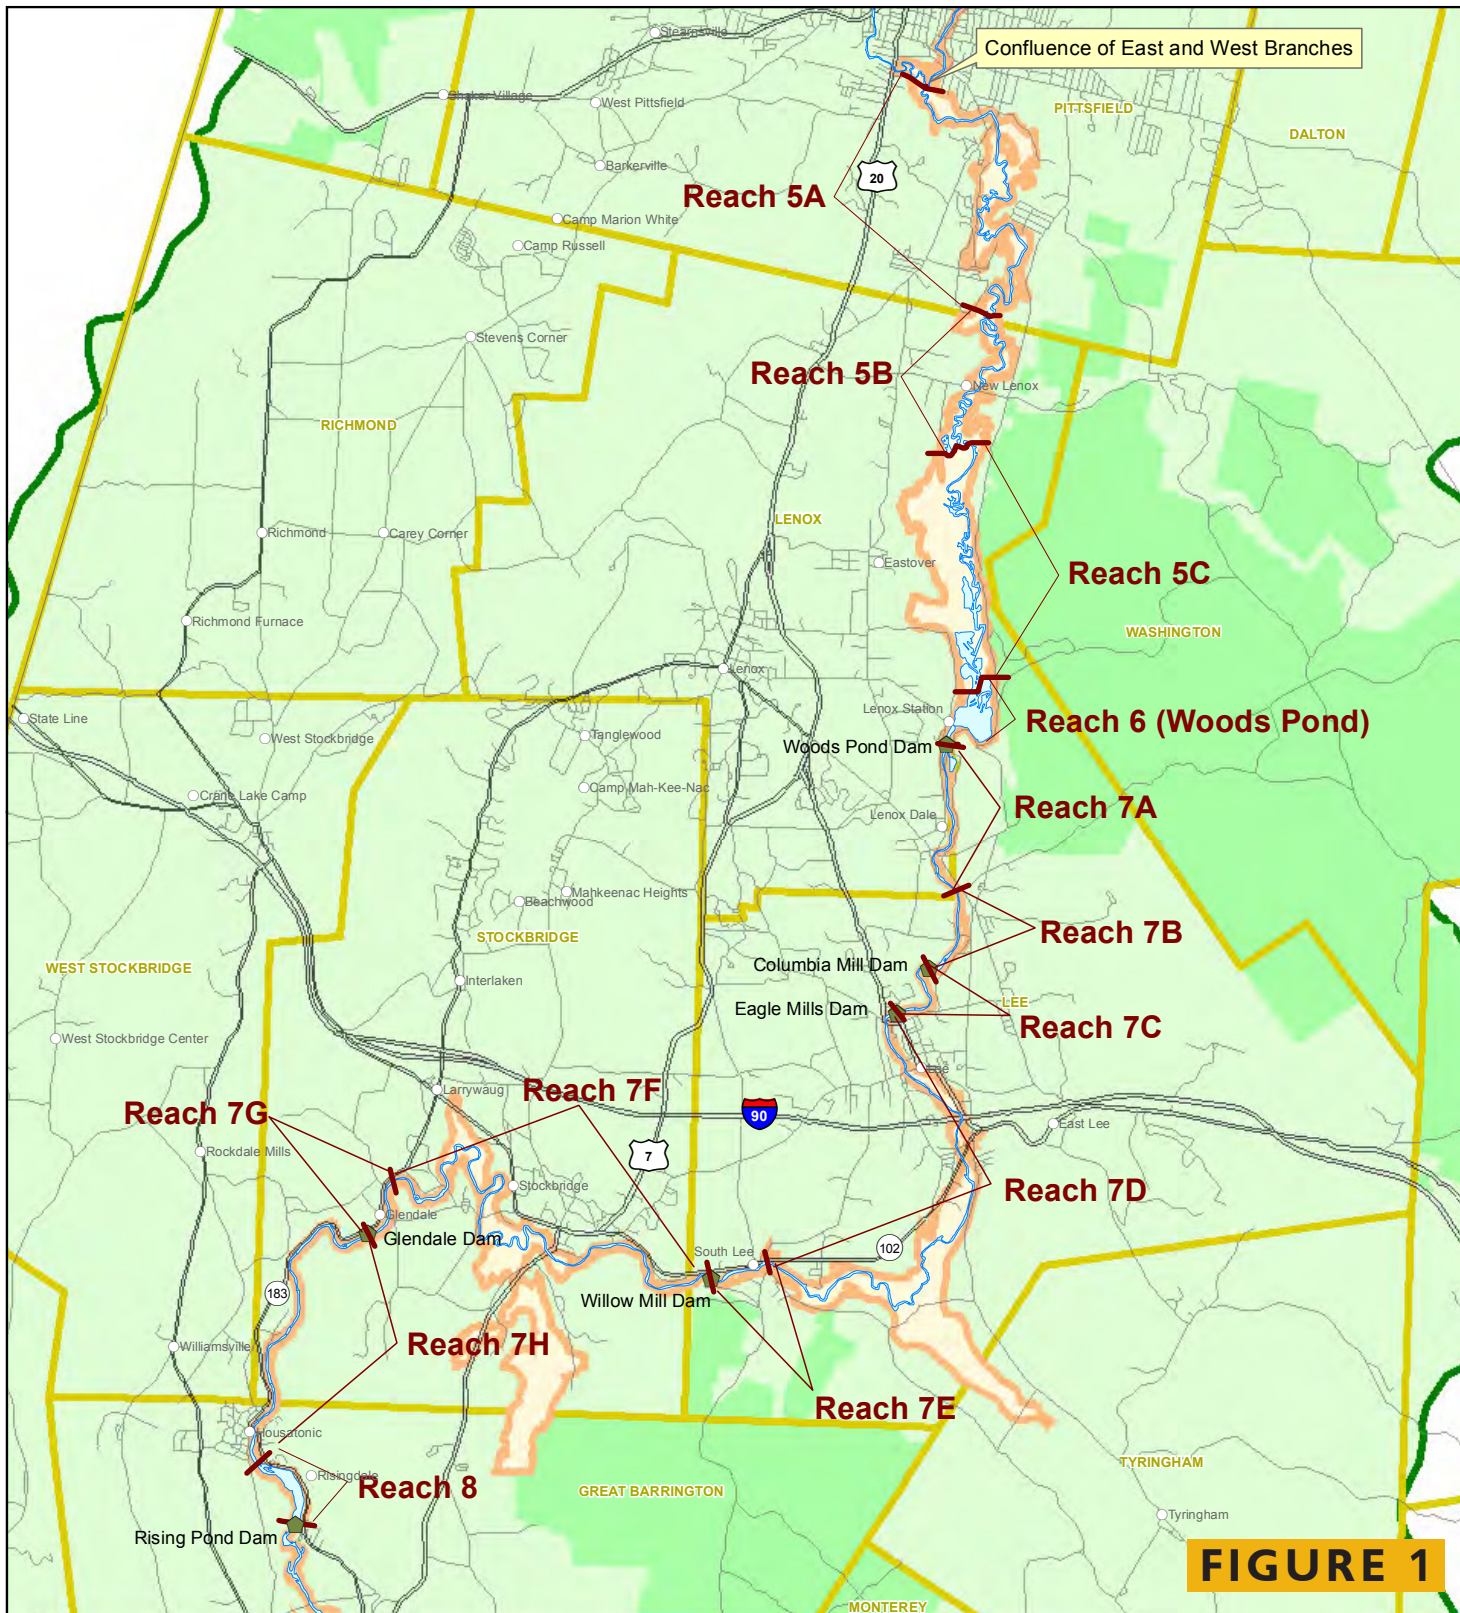 Stearnsville
Confluence of East and West Branches
Shaker Village
West Pittsfield
PITTSFIELD
DALTON
Barkerville
20
Reach 5A
Camp Marion White
Camp Russell
Stevens Corner
Reach 5B
New Lenox
RICHMOND
LENOX
Richmond
Carey Corner
Eastover
Reach 5C
Richmond Furnace
WASHINGTON
Lenox
State Line
Lenox Station
Reach 6 (Woods Pond)
West Stockbridge
Tanglewood
Woods Pond Dam
Crane Lake Camp
Camp Mah-Kee-Nac
Reach 7A
Lenox Dale
Mahkeenac Heights
Beachwood
STOCKBRIDGE
Reach 7B
WEST STOCKBRIDGE
Columbia Mill Dam
Interlaken
LEE
Eagle Mills Dam
Reach 7C
West Stockbridge Center
Lee
Larrywaug
Reach 7F
Reach 7G
90
East Lee
Rockdale Mills
7
Stockbridge
Reach 7D
Glendale
Glendale Dam
South Lee
102
183
Willow Mill Dam
Williamsville
Reach 7H
Reach 7E
Housatonic
Risingdale
Reach 8
TYRINGHAM
GREAT BARRINGTON
Tyringham
Rising Pond Dam
FIGURE 1
MONTEREY